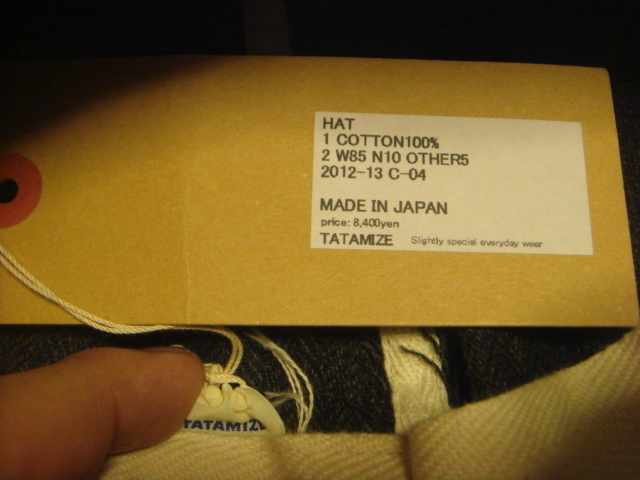 HAT
1 COTTON100%
2 W85 N10 OTHER5
2012-13 C-04
MADE IN JAPAN
price: 8,400yen
TATAMIZE Slightly special everyday wear
TATAMIZE